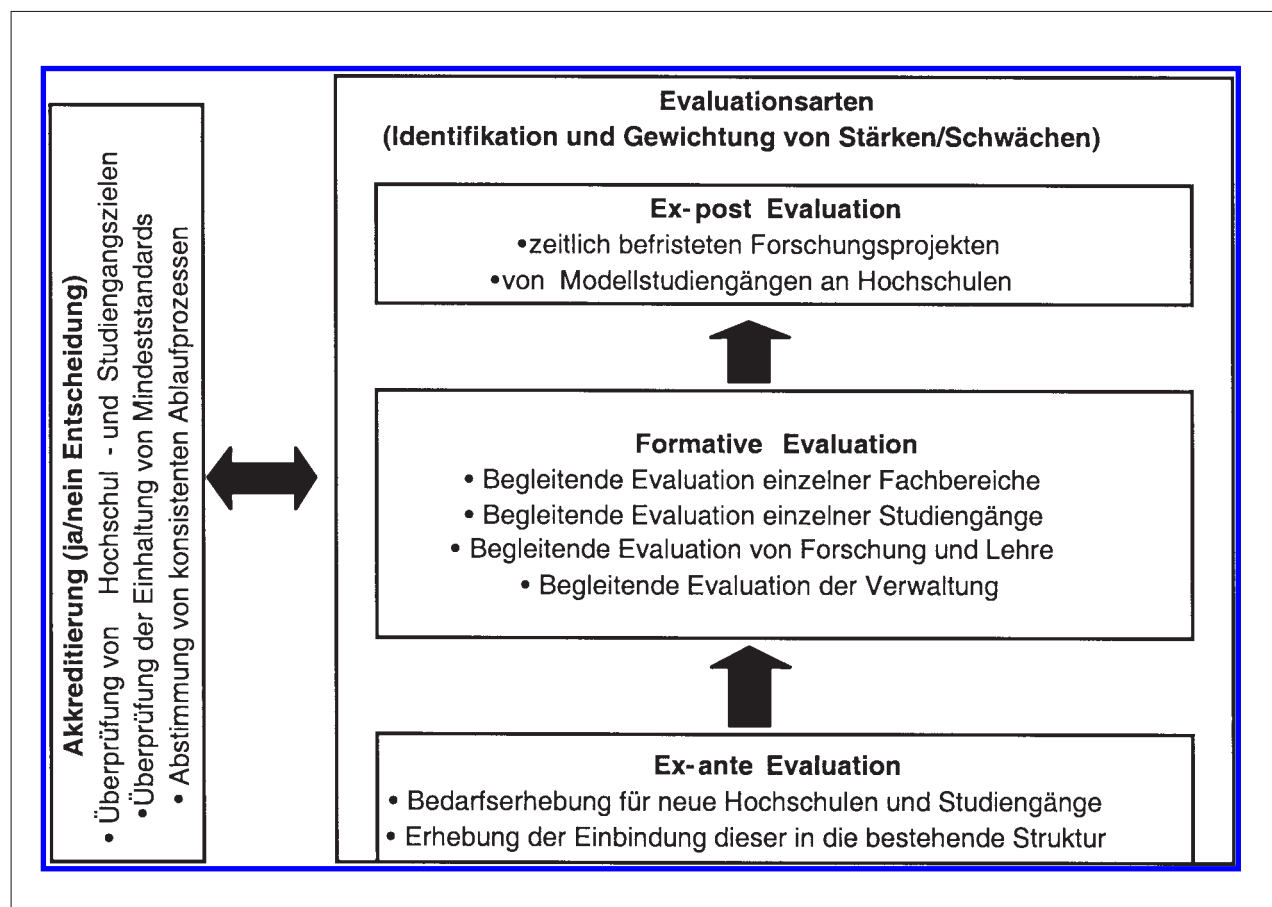 Akkreditierung (ja/nein Entscheidung)
• Überprüfung von Hochschul - und Studiengangszielen
•Überprüfung der Einhaltung von Mindeststandards
• Abstimmung von konsistenten Ablaufprozessen
Evaluationsarten
(Identifikation und Gewichtung von Stärken/Schwächen)
Ex-post Evaluation
•zeitlich befristeten Forschungsprojekten
•von Modellstudiengängen an Hochschulen
Formative Evaluation
• Begleitende Evaluation einzelner Fachbereiche
• Begleitende Evaluation einzelner Studiengänge
• Begleitende Evaluation von Forschung und Lehre
• Begleitende Evaluation der Verwaltung
Ex-ante Evaluation
• Bedarfserhebung für neue Hochschulen und Studiengänge
• Erhebung der Einbindung dieser in die bestehende Struktur